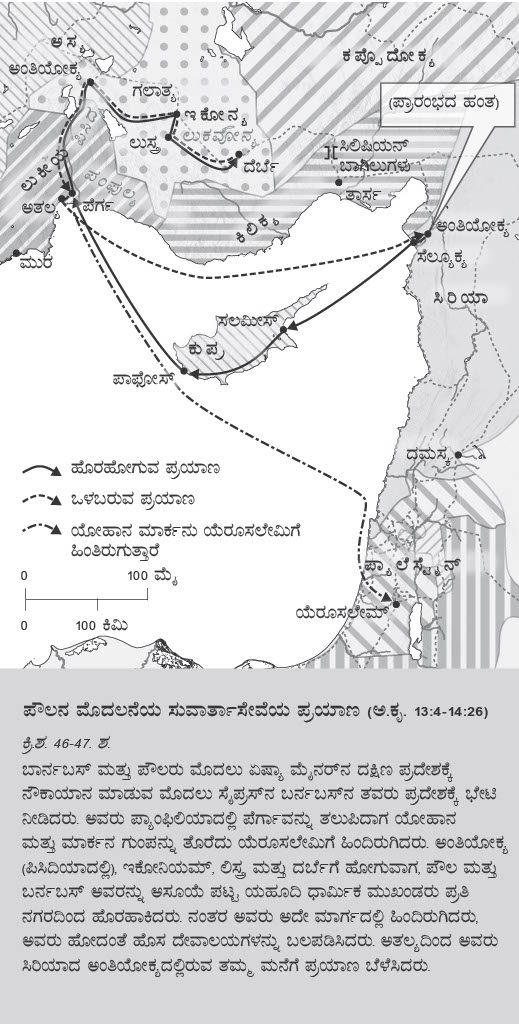 ಅಸ್ಯ
ಅಂತಿಯೋಕ್ಯ
ಗಲಾತ್ಯ
ಕಪ್ಪೊದೋಕ್ಯ
(ಪ್ರಾರಂಭದ ಹಂತ)
ಪಿಸಿದಿ
ಇಕೋನ್ಯ
ಲುಸ್ತ್ರ
ಲುಕವೋನ್ಯ
ದೆರ್ಬೆ
ಸಿಲಿಷಿಯನ್
ಬಾಗಿಲುಗಳು
ತಾರ್ಸ
ಲುಕೀಯ
ಪಂಫುಲ್ಯ
ಅತಲ್ಯ
ಪೆರ್ಗ
ಕಿಲಿಕ್ಯ
ಅಂತಿಯೋಕ್ಯ
ಸೆಲ್ಯೂಕ್ಯ
ಮುರ
ಸಿರಿಯಾ
ಸಲಮೀಸ್
ಕುಪ್ರ
ಪಾಫೋಸ್
ದಮಸ್ಕ
ಹೊರಹೋಗುವ ಪ್ರಯಾಣ
ಒಳಬರುವ ಪ್ರಯಾಣ
ಯೋಹಾನ ಮಾರ್ಕನು ಯೆರೂಸಲೇಮಿಗೆ
ಹಿಂತಿರುಗುತ್ತಾರೆ
ಪ್ಯಾಲೆಸ್ಟೈನ್
0 100 ಮೈ
0 100 ಕಿಮಿ
ಯೆರೂಸಲೇಮ್
ಪೌಲನ ಮೊದಲನೆಯ ಸುವಾರ್ತಾಸೇವೆಯ ಪ್ರಯಾಣ (ಅ.ಕೃ. 13:4-14:26)
ಕ್ರಿ.ಶ. 46-47. ಶ.
ಬಾರ್ನಬಸ್ ಮತ್ತು ಪೌಲರು ಮೊದಲು ಏಷ್ಯಾ ಮೈನರ್‌ನ ದಕ್ಷಿಣ ಪ್ರದೇಶಕ್ಕೆ
ನೌಕಾಯಾನ ಮಾಡುವ ಮೊದಲು ಸೈಪ್ರಸ್‌ನ ಬರ್ನಬಸ್‌ನ ತವರು ಪ್ರದೇಶಕ್ಕೆ ಭೇಟಿ
ನೀಡಿದರು. ಅವರು ಪ್ಯಾಂಫಿಲಿಯಾದಲ್ಲಿ ಪೆರ್ಗಾವನ್ನು ತಲುಪಿದಾಗ ಯೋಹಾನ
ಮತ್ತು ಮಾರ್ಕನ ಗುಂಪನ್ನು ತೊರೆದು ಯೆರೂಸಲೇಮಿಗೆ ಹಿಂದಿರುಗಿದರು. ಅಂತಿಯೋಕ್ಯ
(ಪಿಸಿದಿಯಾದಲ್ಲಿ), ಇಕೋನಿಯಮ್, ಲಿಸ್ತ್ರ ಮತ್ತು ದರ್ಬೆಗೆ ಹೋಗುವಾಗ, ಪೌಲ ಮತ್ತು
ಬರ್ನಬಸ್ ಅವರನ್ನು ಅಸೂಯೆ ಪಟ್ಟ ಯಹೂದಿ ಧಾರ್ಮಿಕ ಮುಖಂಡರು ಪ್ರತಿ
ನಗರದಿಂದ ಹೊರಹಾಕಿದರು. ನಂತರ ಅವರು ಅದೇ ಮಾರ್ಗದಲ್ಲಿ ಹಿಂದಿರುಗಿದರು,
ಅವರು ಹೋದಂತೆ ಹೊಸ ದೇವಾಲಯಗಳನ್ನು ಬಲಪಡಿಸಿದರು. ಅತಲ್ಯದಿಂದ ಅವರು
ಸಿರಿಯಾದ ಅಂತಿಯೋಕ್ಯದಲ್ಲಿರುವ ತಮ್ಮ ಮನೆಗೆ ಪ್ರಯಾಣ ಬೆಳೆಸಿದರು.